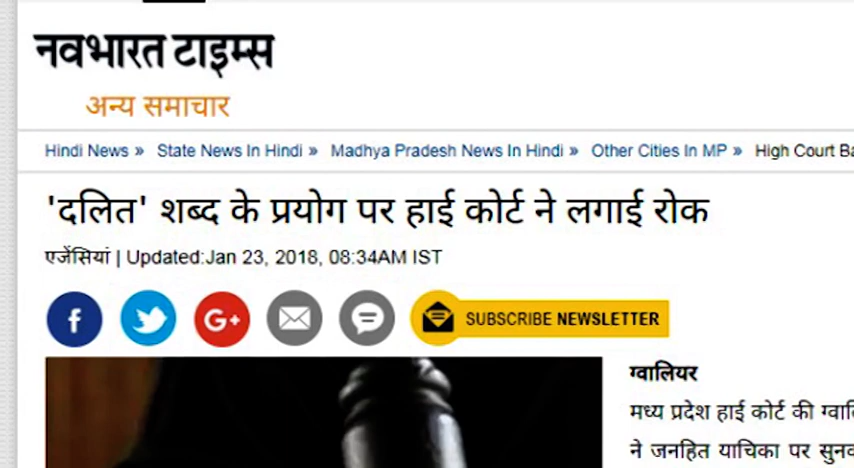 नवभारत टाइम्स
अन्य समाचार
Hindi News » State News In Hindi » Madhya Pradesh News In Hindi » Other Cities In MP » High Court
'दलित' शब्द के प्रयोग पर हाई कोर्ट ने लगाई रोक
एजेंसियां | Updated:Jan 23, 2018, 08:34AM IST
f G+ SUBSCRIBE NEWSLETTER
ग्वालियर
मध्य प्रदेश हाई कोर्ट की
ने जनहित याचिका पर